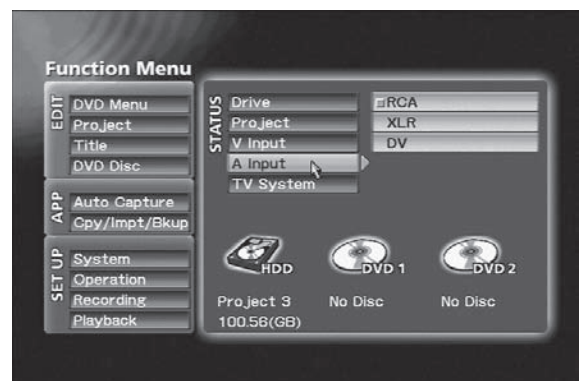 Function Menu
EDIT
DVD Menu
Project
Title
DVD Disc
APP
Auto Capture
Cpy/Impt/Bkup
SET UP
System
Operation
Recording
Playback
STATUS
Drive
Project
V Input
A Input
TV System
RCA
XLR
DV
HDD
DVD 1
DVD 2
Project 3
No Disc
No Disc
100.56(GB)